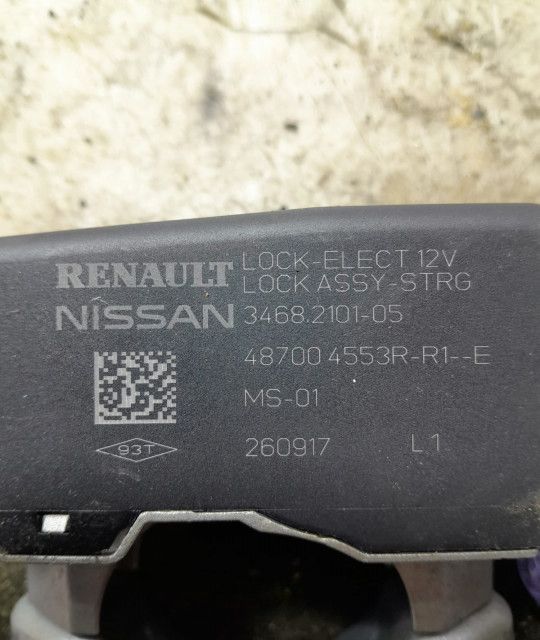 RENAULT LOCK-ELECT 12V
LOCK ASSY-STRG
NISSAN 3468.2101-05
48700 4553R-R1--E
MS-01
93T 260917 L1